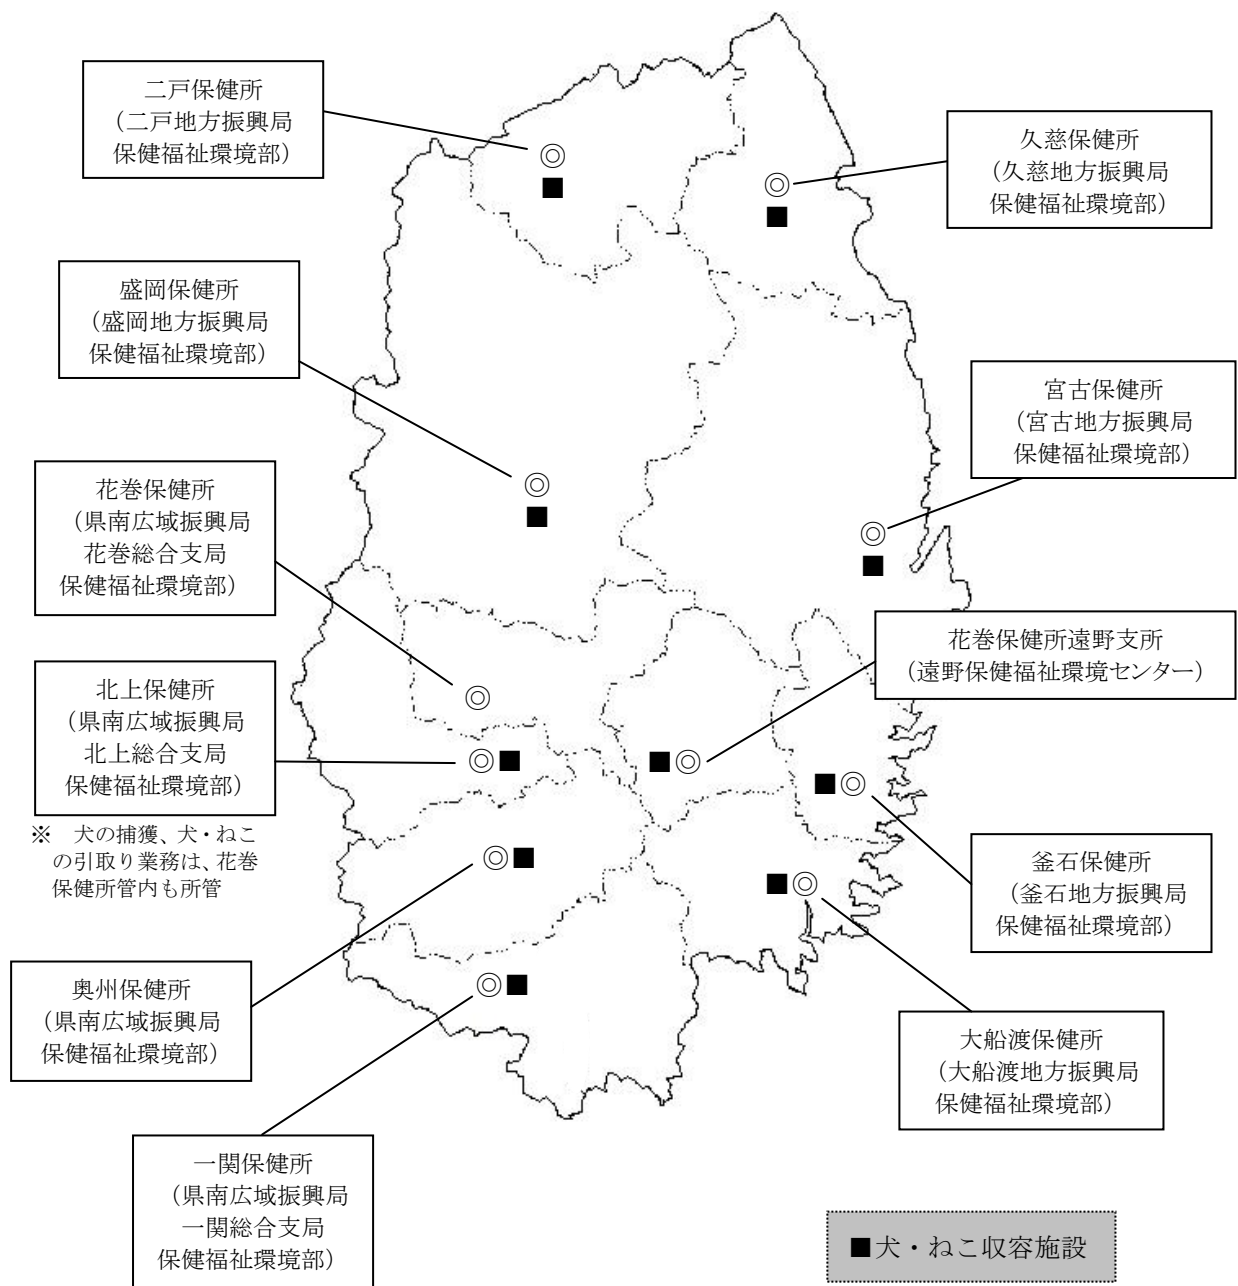 二戸保健所
（二戸地方振興局
保健福祉環境部）
久慈保健所
（久慈地方振興局
保健福祉環境部）
盛岡保健所
（盛岡地方振興局
保健福祉環境部）
宮古保健所
（宮古地方振興局
保健福祉環境部）
花巻保健所
（県南広域振興局
花巻総合支局
保健福祉環境部）
花巻保健所遠野支所
（遠野保健福祉環境センター）
北上保健所
（県南広域振興局
北上総合支局
保健福祉環境部）
※　犬の捕獲、犬・ねこ
の引取り業務は、花巻
保健所管内も所管
釜石保健所
（釜石地方振興局
保健福祉環境部）
奥州保健所
（県南広域振興局
保健福祉環境部）
大船渡保健所
（大船渡地方振興局
保健福祉環境部）
一関保健所
（県南広域振興局
一関総合支局
保健福祉環境部）
■犬・ねこ収容施設